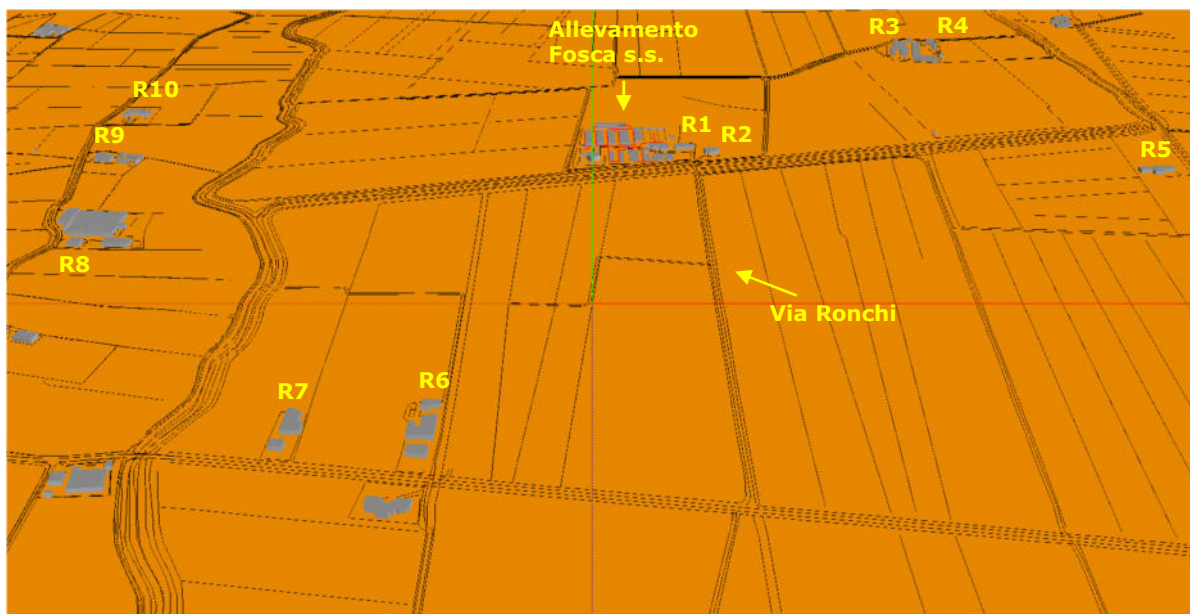 Allevamento
Fosca s.s.
R3
R4
R10
R1
R2
R9
R5
R8
Via Ronchi
R6
R7